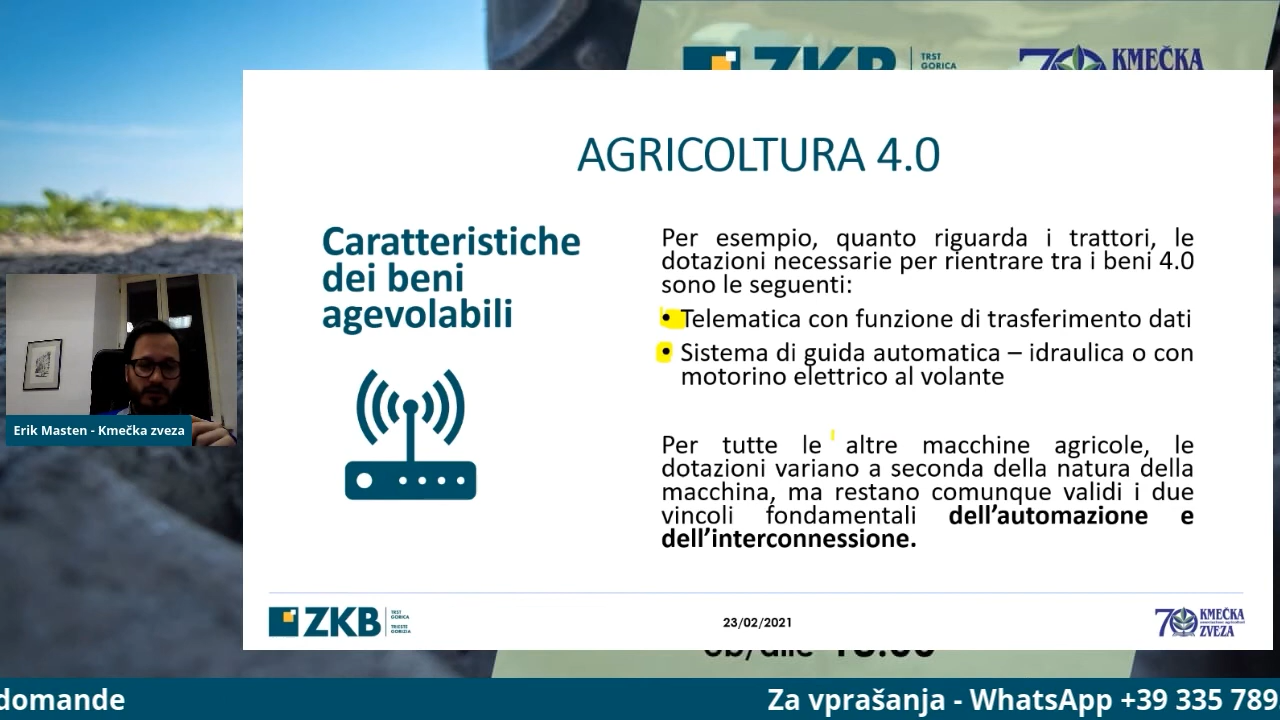 ZKB
TRST
GORICA
70 KMEČKA
AGRICOLTURA 4.0
Caratteristiche
dei beni
agevolabili
Per esempio, quanto riguarda i trattori, le
dotazioni necessarie per rientrare tra i beni 4.0
sono le seguenti:
• Telematica con funzione di trasferimento dati
• Sistema di guida automatica – idraulica o con
motorino elettrico al volante
Per tutte le altre macchine agricole, le
dotazioni variano a seconda della natura della
macchina, ma restano comunque validi i due
vincoli fondamentali dell’automazione e
dell’interconnessione.
Erik Masten - Kmečka zveza
ZKB
TRST
GORICA
TRIESTE
GORIZIA
23/02/2021
70 KMEČKA
ZVEZA
domande
Za vprašanja - WhatsApp +39 335 789